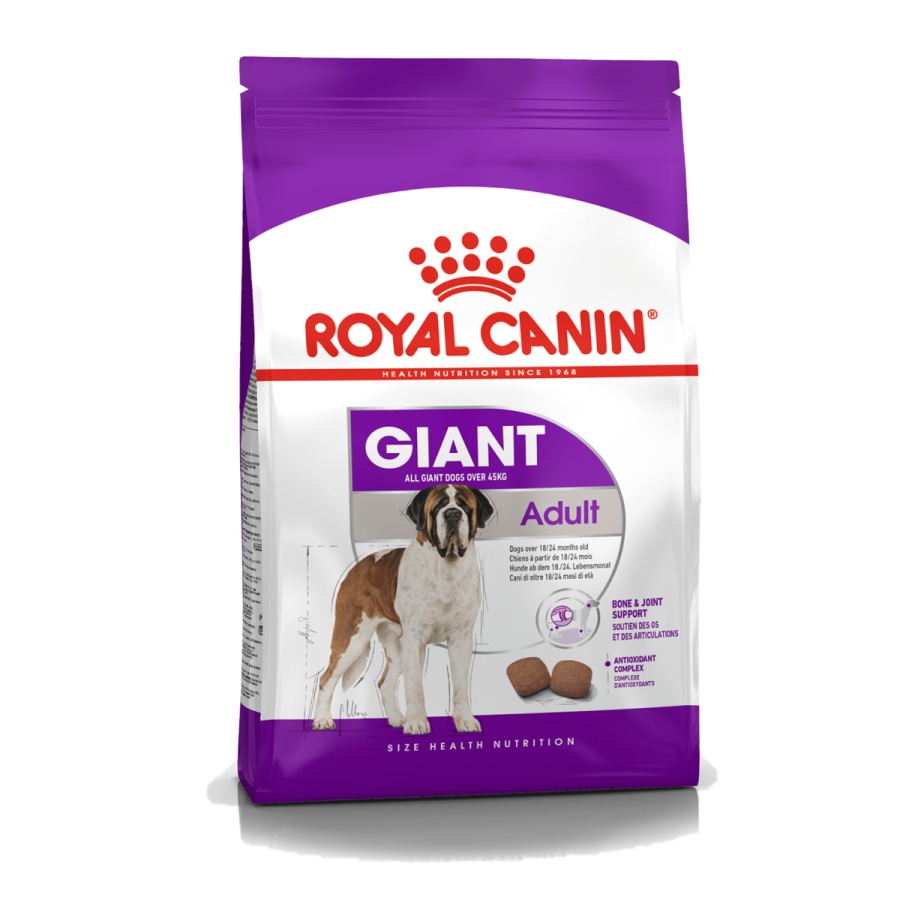 ROYAL CANIN®
HEALTH NUTRITION SINCE 1968
GIANT
ALL GIANT DOGS OVER 45KG
Adult
Dogs over 18/24 months old
Chiens à partir de 18/24 mois
Hunde ab dem 18./24. Lebensmonat
Cani di oltre 18/24 mesi di età
BONE & JOINT
SUPPORT
SOUTIEN DES OS
ET DES ARTICULATIONS
ANTIOXIDANT
COMPLEX
COMPLEXE
D'ANTIOXYDANTS
SIZE HEALTH NUTRITION